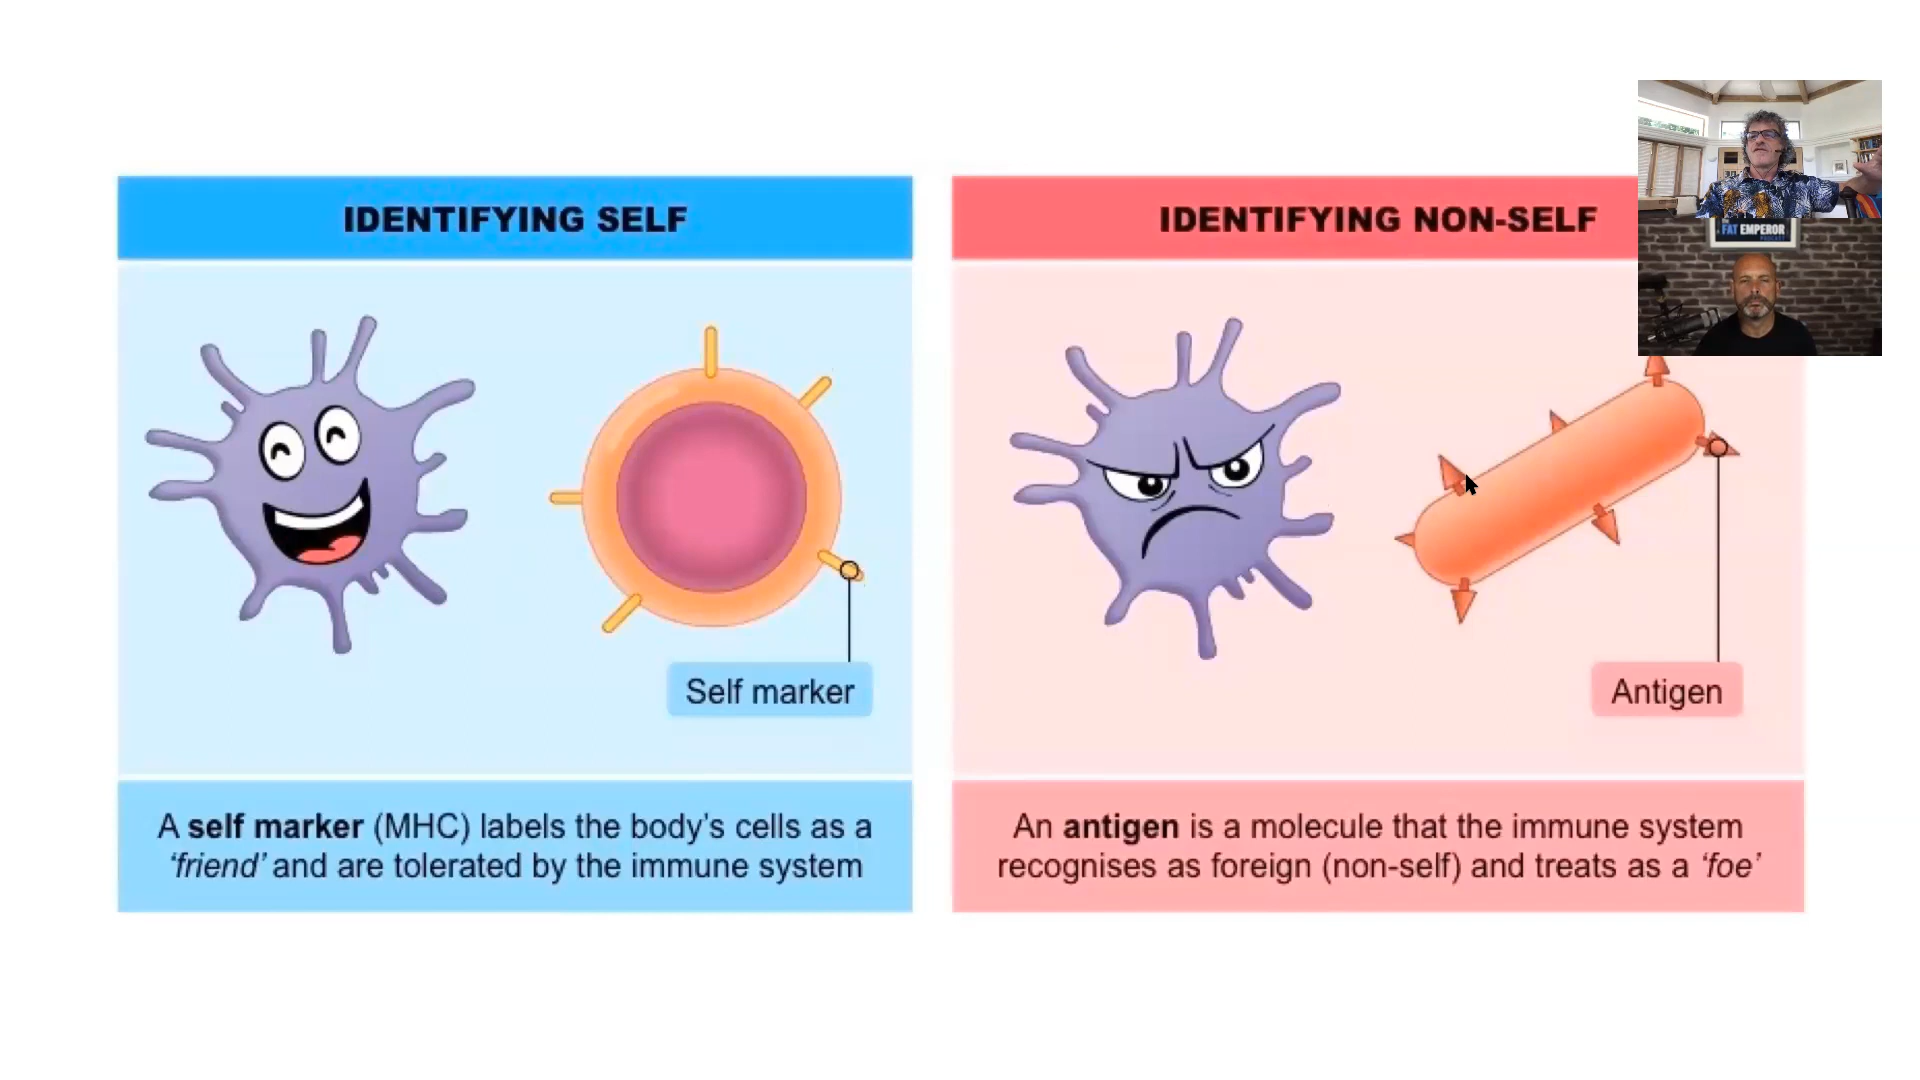 IDENTIFYING SELF
Self marker
A self marker (MHC) labels the body's cells as a
'friend' and are tolerated by the immune system
IDENTIFYING NON-SELF
Antigen
An antigen is a molecule that the immune system
recognises as foreign (non-self) and treats as a 'foe'
FAT EMPEROR
PODCAST